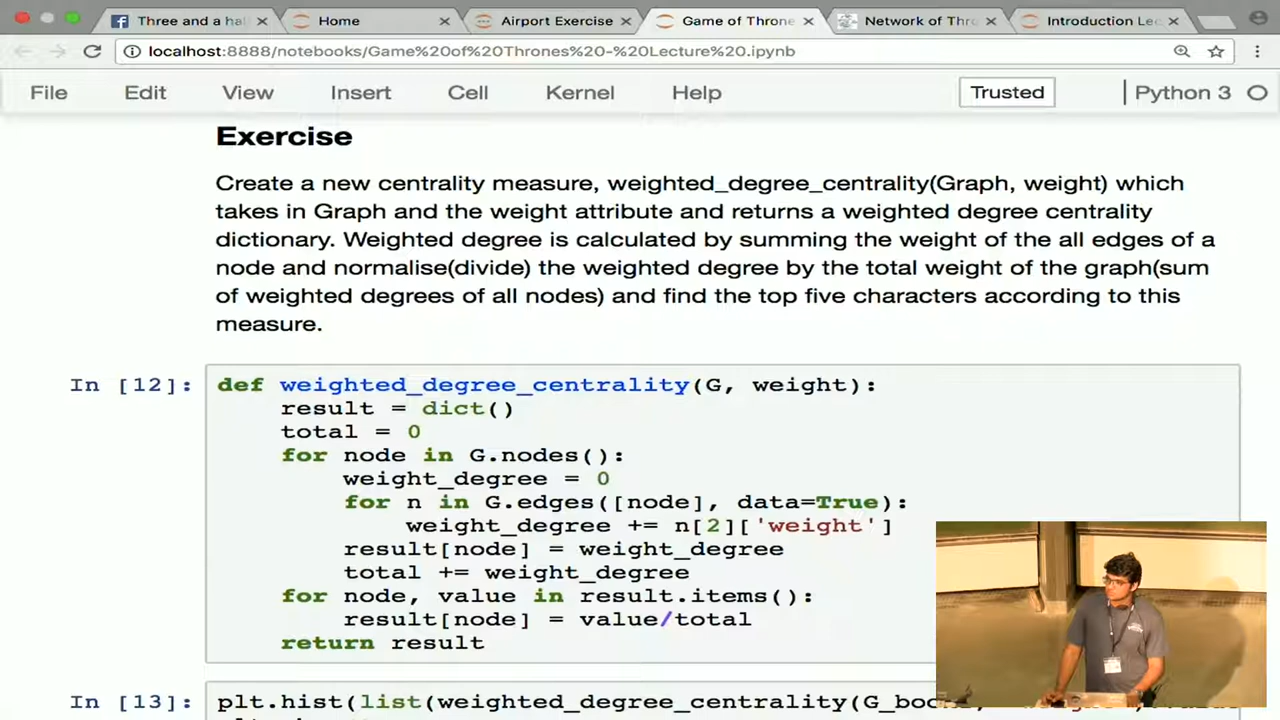 Three and a ha
Home
Airport Exercise
Game of Throne
Network of Thr
Introduction Lec
localhost:8888/notebooks/Game%20of%20Thrones%20-%20Lecture%20.ipynb
File Edit View Insert Cell Kernel Help Trusted Python 3
Exercise
Create a new centrality measure, weighted_degree_centrality(Graph, weight) which
takes in Graph and the weight attribute and returns a weighted degree centrality
dictionary. Weighted degree is calculated by summing the weight of the all edges of a
node and normalise(divide) the weighted degree by the total weight of the graph(sum
of weighted degrees of all nodes) and find the top five characters according to this
measure.
In [12]: def weighted_degree_centrality(G, weight):
result = dict()
total = 0
for node in G.nodes():
weight_degree = 0
for n in G.edges([node], data=True):
weight_degree += n[2]['weight']
result[node] = weight_degree
total += weight_degree
for node, value in result.items():
result[node] = value/total
return result
In [13]: plt.hist(list(weighted_degree_centrality(G_boo